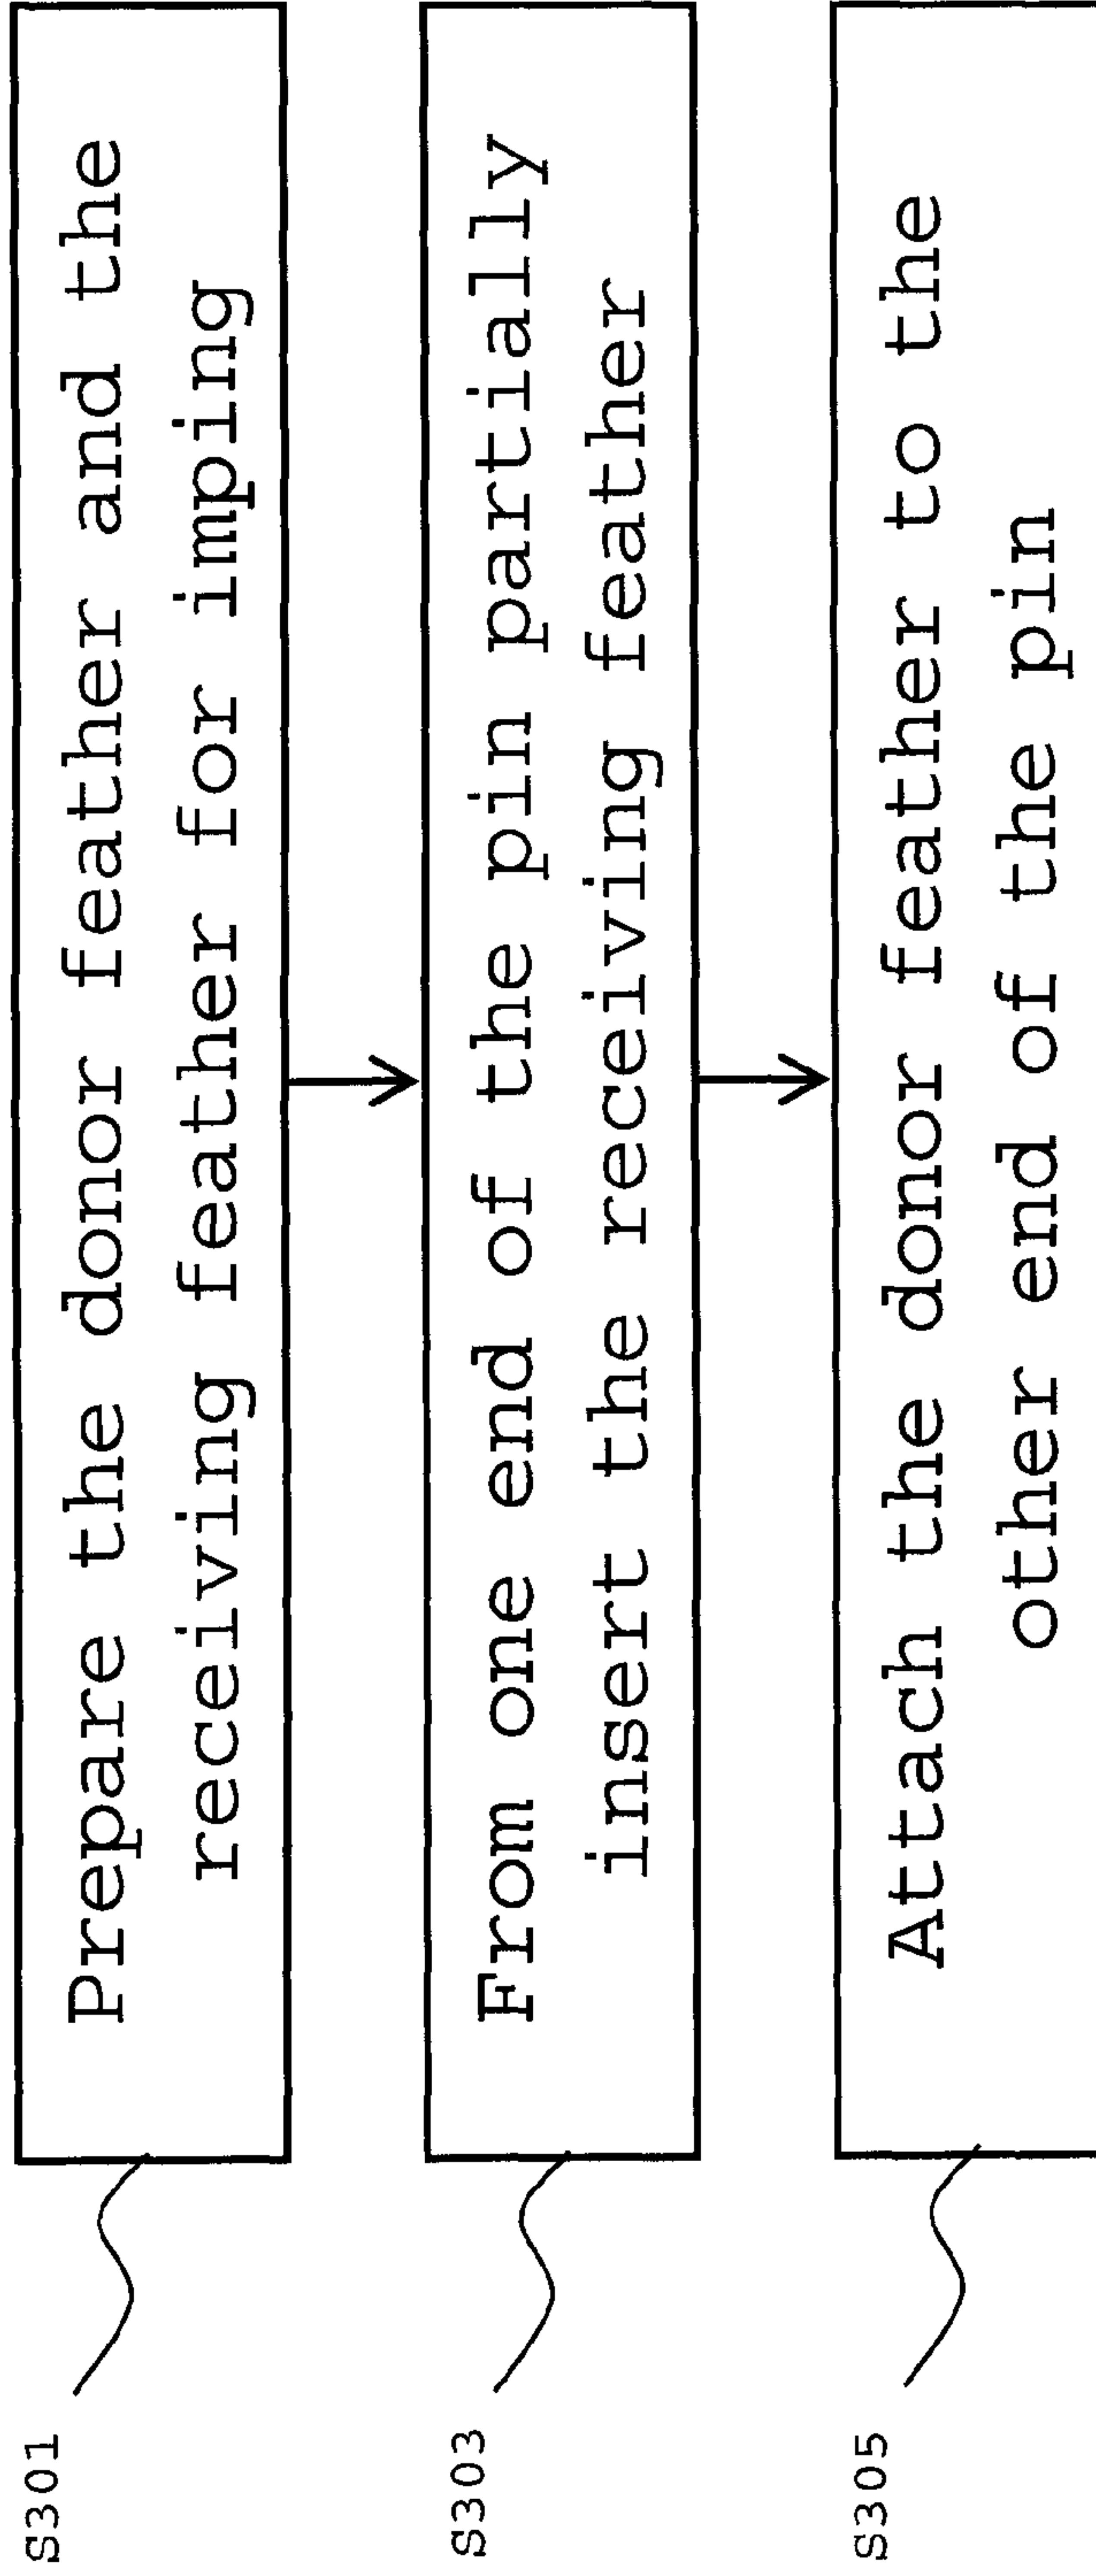 S301
Prepare the donor feather and the
receiving feather for imping
S303
From one end of the pin partially
insert the receiving feather
S305
Attach the donor feather to the
other end of the pin